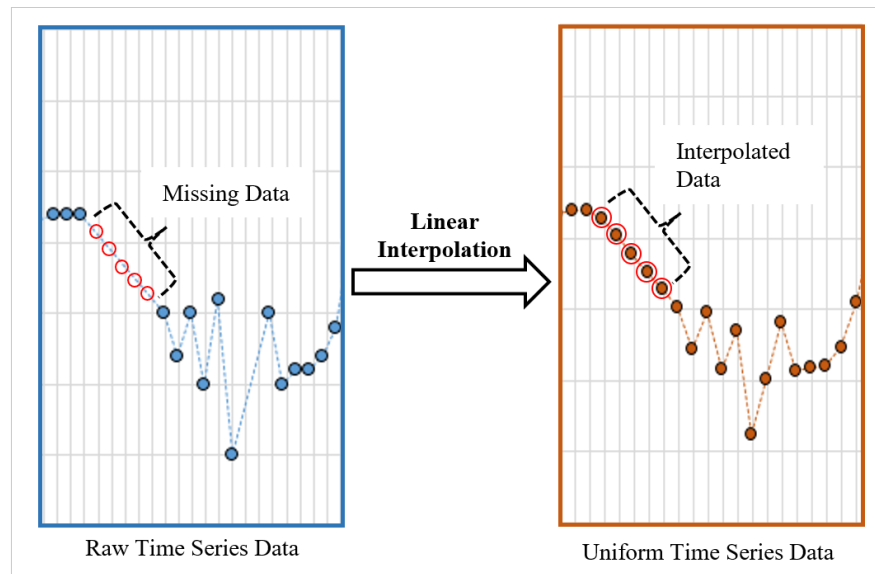 Missing Data
Interpolated
Data
Linear
Interpolation
Raw Time Series Data
Uniform Time Series Data